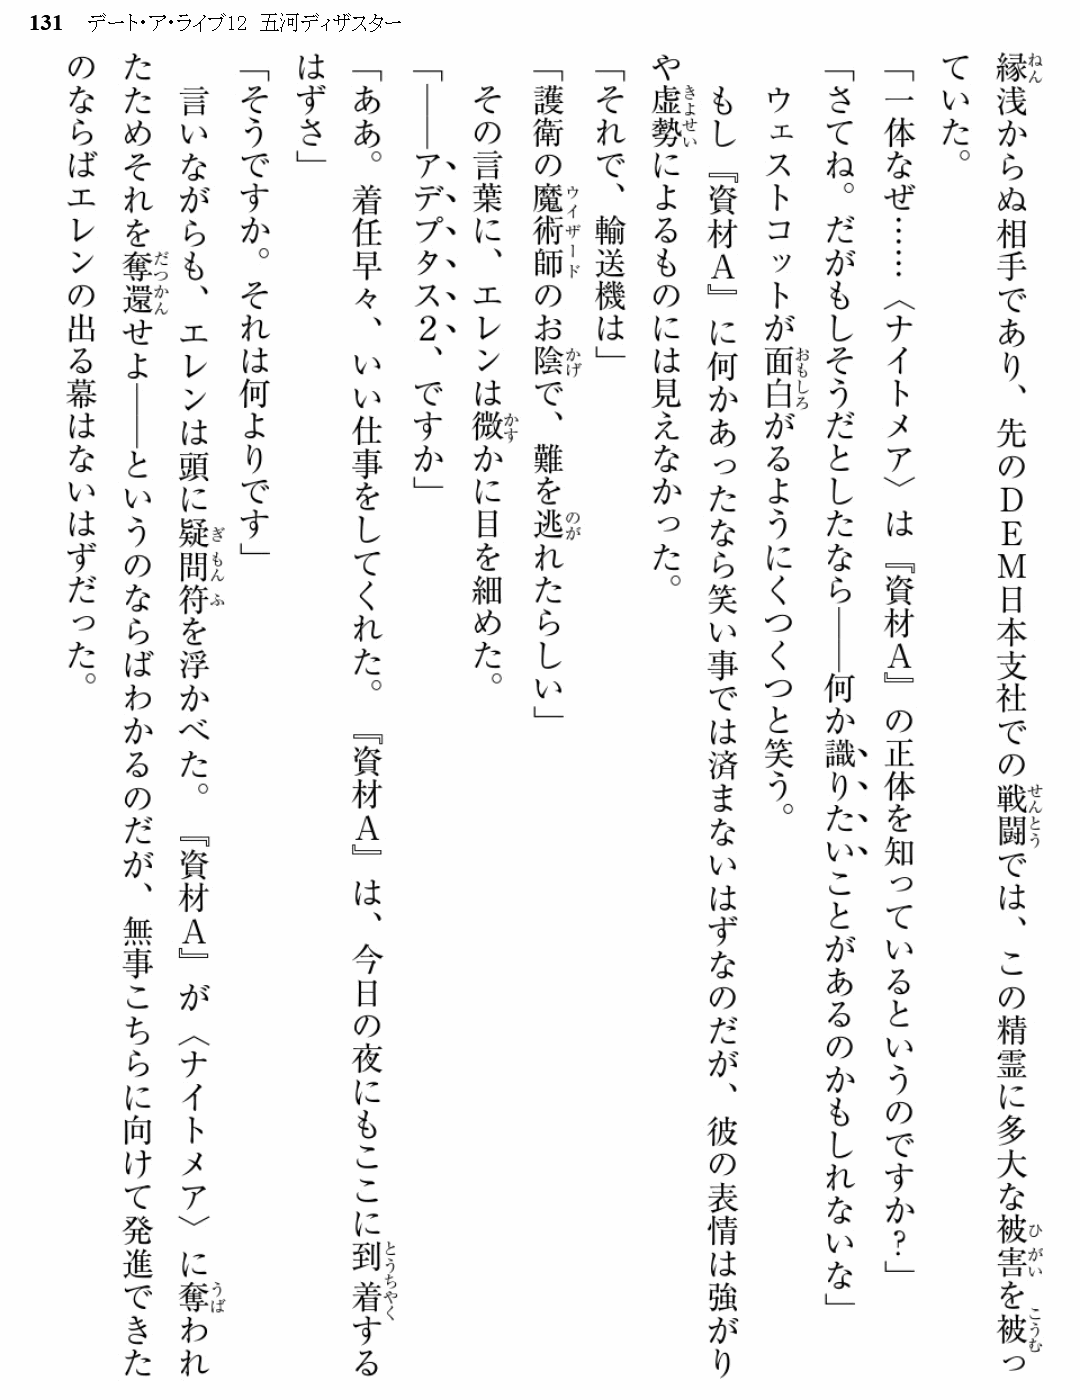 131 デート・ア・ライブ12 五河ディザスター
縁浅からぬ相手であり、先のDEM日本支社での戦闘では、この精霊に多大な被害を被っ
ていた。
「一体なぜ……〈ナイトメア〉は『資材A』の正体を知っているというのですか?」
「さてね。だがもしそうだとしたなら――何か識りたいことがあるのかもしれないな」
ウェストコットが面白がるようにくつくつと笑う。
もし『資材A』に何かあったなら笑い事では済まないはずなのだが、彼の表情は強がり
や虚勢によるものには見えなかった。
「それで、輸送機は」
「護衛の魔術師のお陰で、難を逃れたらしい」
その言葉に、エレンは微かに目を細めた。
「――アデプタス2、ですか」
「ああ。着任早々、いい仕事をしてくれた。『資材A』は、今日の夜にもここに到着する
はずさ」
「そうですか。それは何よりです」
言いながらも、エレンは頭に疑問符を浮かべた。『資材A』が〈ナイトメア〉に奪われ
たためそれを奪還せよ――というのならばわかるのだが、無事こちらに向けて発進できた
のならばエレンの出る幕はないはずだった。